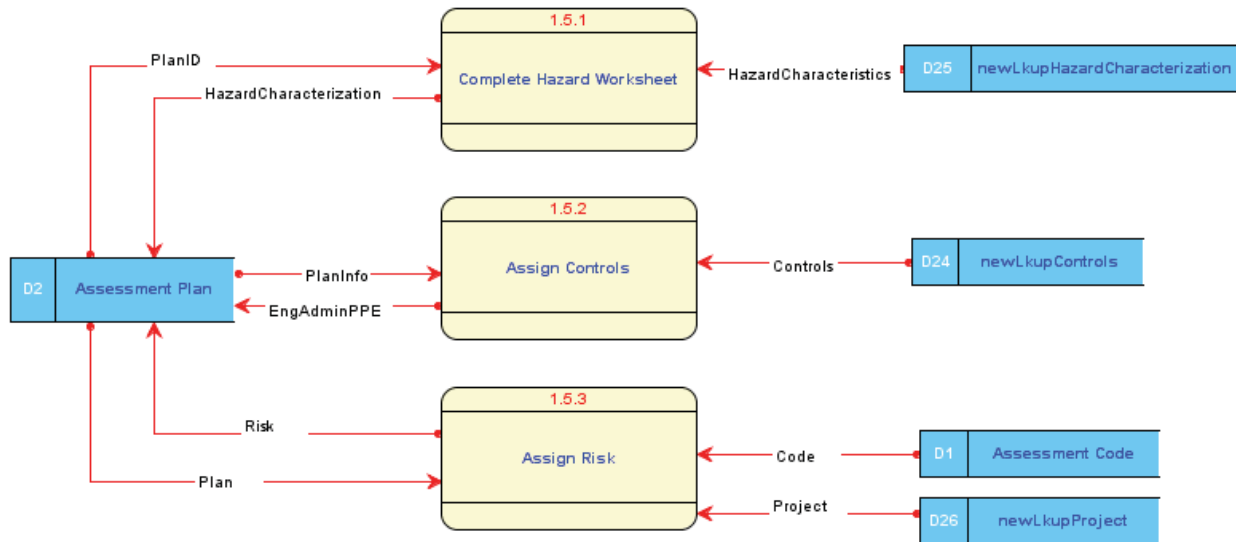 1.5.1
PlanID
Complete Hazard Worksheet
HazardCharacteristics
D25 newLkupHazardCharacterization
HazardCharacterization
1.5.2
D2 Assessment Plan
PlanInfo
Assign Controls
Controls
D24 newLkupControls
EngAdminPPE
1.5.3
Risk
Assign Risk
Code
D1 Assessment Code
Plan
Project
D26 newLkupProject